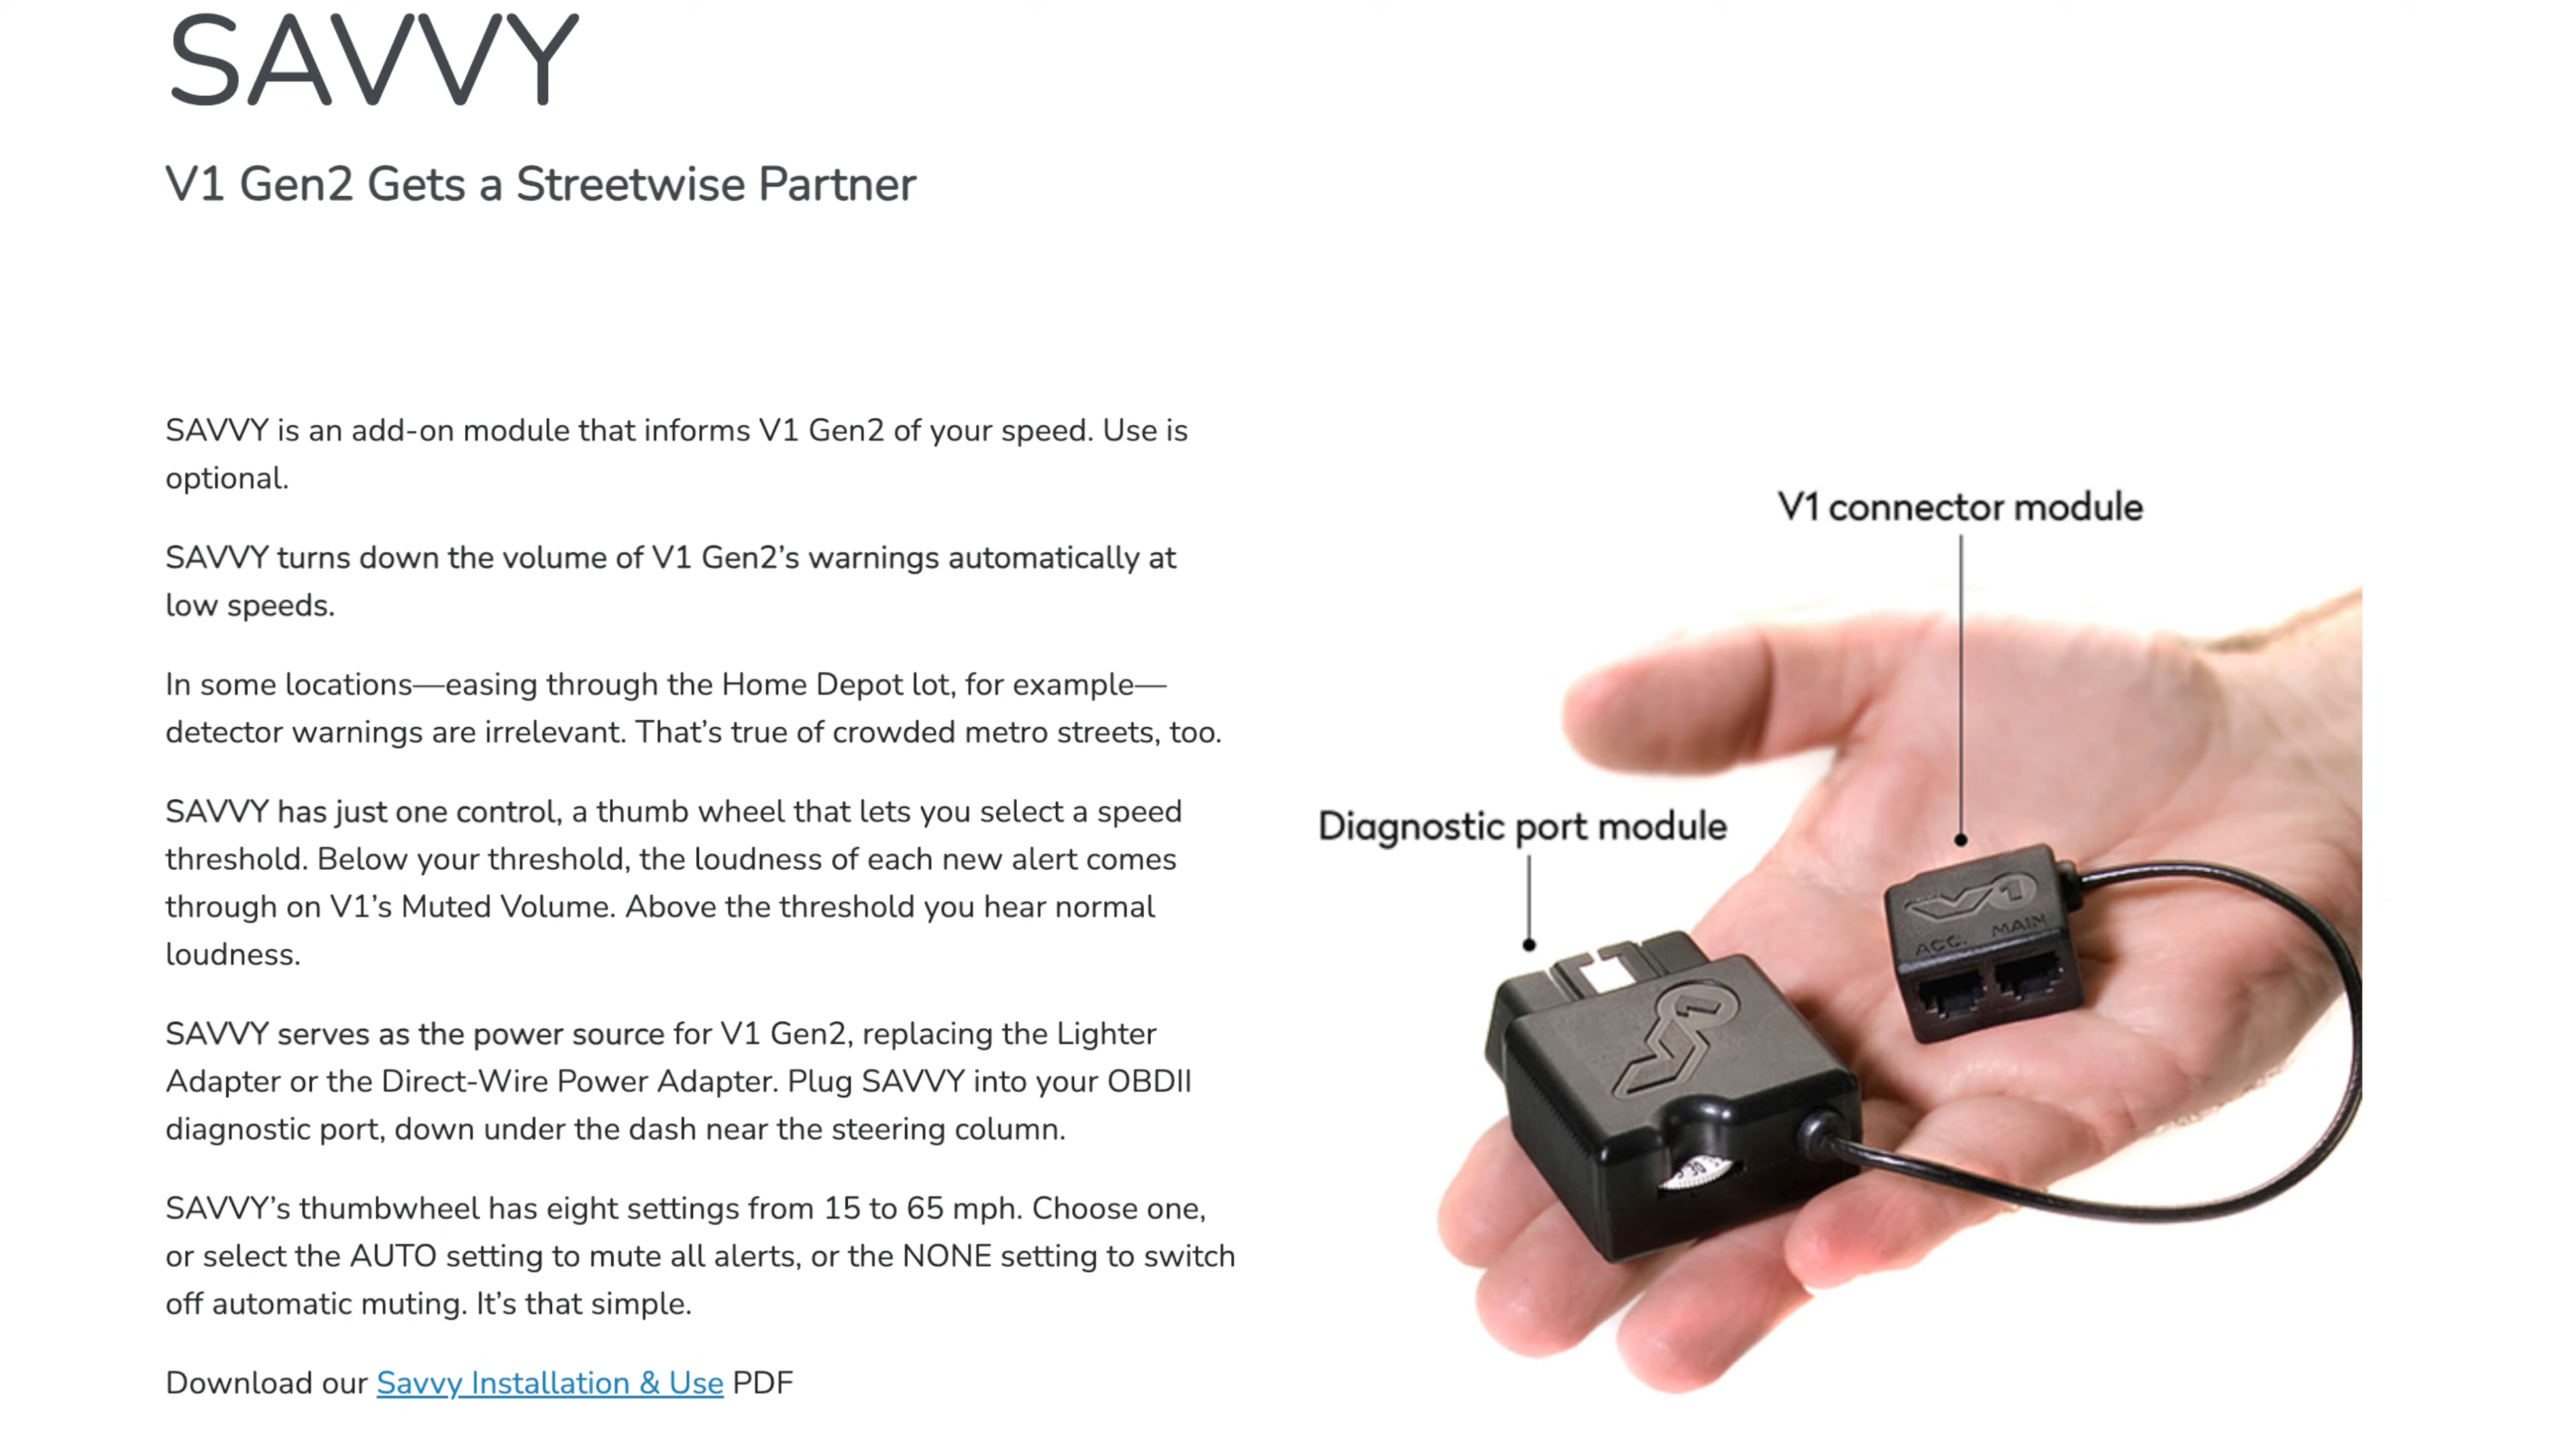 SAVVY
V1 Gen2 Gets a Streetwise Partner
SAVVY is an add-on module that informs V1 Gen2 of your speed. Use is
optional.
SAVVY turns down the volume of V1 Gen2’s warnings automatically at
low speeds.
In some locations—easing through the Home Depot lot, for example—
detector warnings are irrelevant. That’s true of crowded metro streets, too.
SAVVY has just one control, a thumb wheel that lets you select a speed
threshold. Below your threshold, the loudness of each new alert comes
through on V1’s Muted Volume. Above the threshold you hear normal
loudness.
SAVVY serves as the power source for V1 Gen2, replacing the Lighter
Adapter or the Direct-Wire Power Adapter. Plug SAVVY into your OBDII
diagnostic port, down under the dash near the steering column.
SAVVY’s thumbwheel has eight settings from 15 to 65 mph. Choose one,
or select the AUTO setting to mute all alerts, or the NONE setting to switch
off automatic muting. It’s that simple.
Download our Savvy Installation & Use PDF
V1 connector module
Diagnostic port module
V1
ACC. MAIN
V1